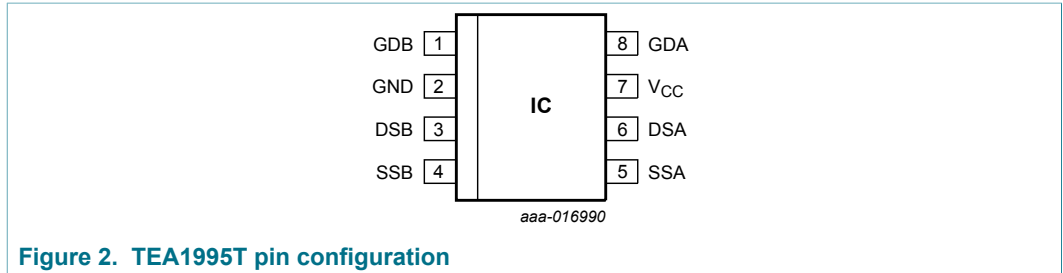 GDB 1 8 GDA
GND 2 7 VCC
IC
DSB 3 6 DSA
SSB 4 5 SSA
aaa-016990
Figure 2. TEA1995T pin configuration